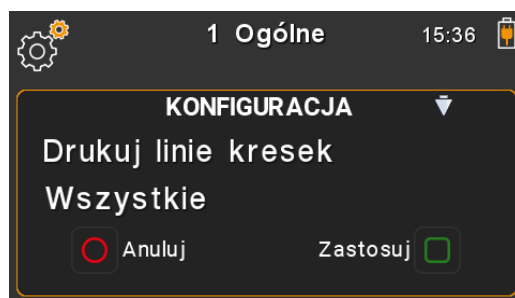 1 Ogólne 15:36
KONFIGURACJA
Drukuj linie kresek
Wszystkie
Anuluj Zastosuj